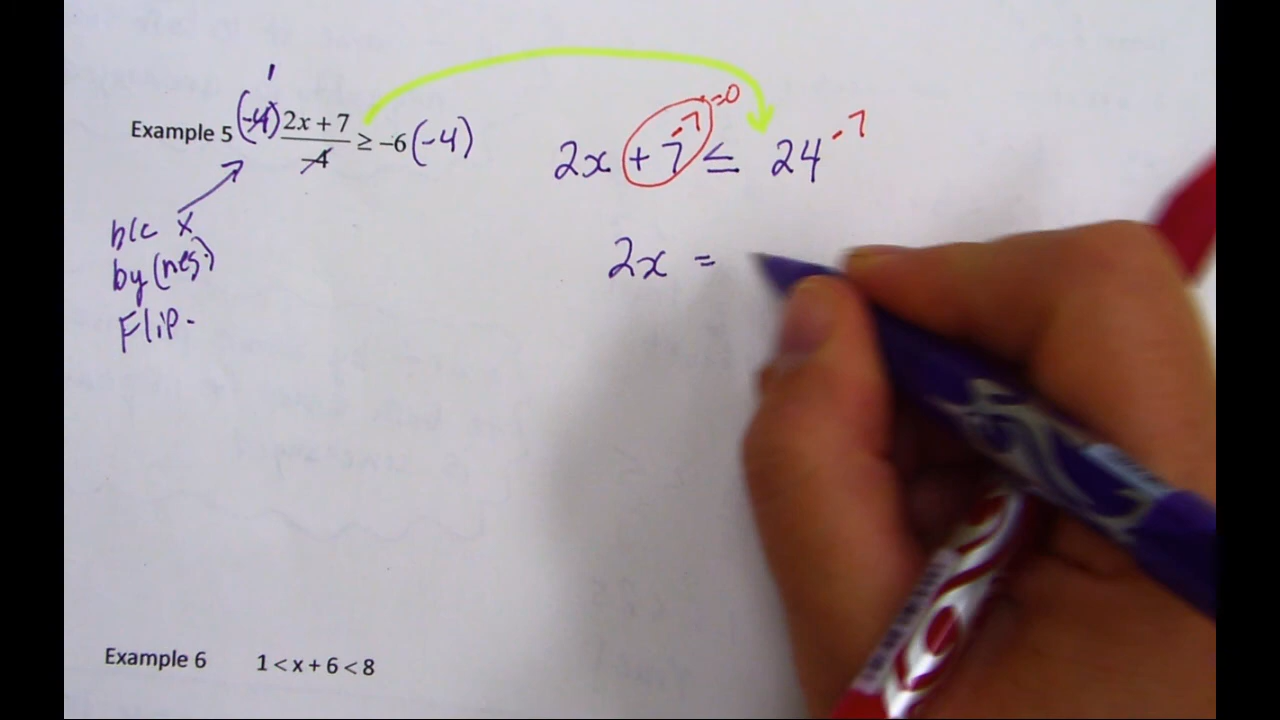 Example 5 (-4) 2x + 7 / -4 ≥ -6 (-4)
1
2x + 7 -7 =0 ≤ 24 -7
b/c x
by (neg.)
Flip.
2x =
Example 6 1 < x + 6 < 8